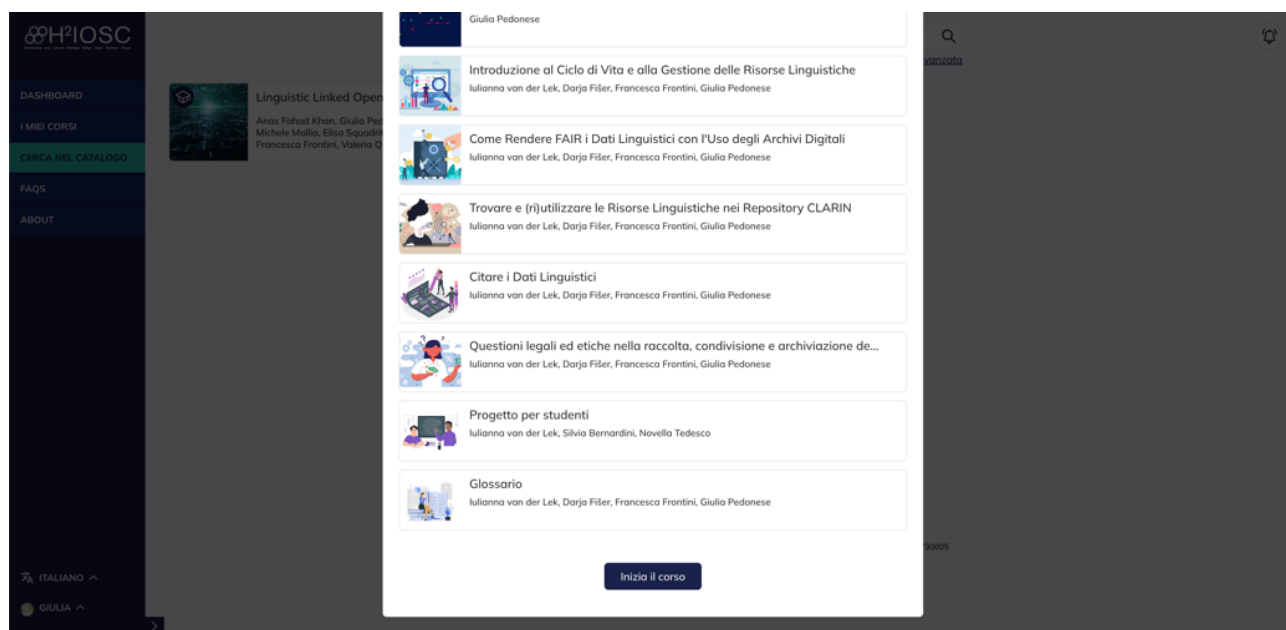 H²IOSC
DASHBOARD
I MIEI CORSI
CERCA NEL CATALOGO
FAQS
ABOUT
ITALIANO
GIULIA
Linguistic Linked Open
Anas Fahad Khan, Giulia Ped
Michele Mallia, Elisa Squadrit
Francesca Frontini, Valeria Q
Giulia Pedonese
Introduzione al Ciclo di Vita e alla Gestione delle Risorse Linguistiche
Iulianna van der Lek, Darja Fišer, Francesca Frontini, Giulia Pedonese
Come Rendere FAIR i Dati Linguistici con l'Uso degli Archivi Digitali
Iulianna van der Lek, Darja Fišer, Francesca Frontini, Giulia Pedonese
Trovare e (ri)utilizzare le Risorse Linguistiche nei Repository CLARIN
Iulianna van der Lek, Darja Fišer, Francesca Frontini, Giulia Pedonese
Citare i Dati Linguistici
Iulianna van der Lek, Darja Fišer, Francesca Frontini, Giulia Pedonese
Questioni legali ed etiche nella raccolta, condivisione e archiviazione de...
Iulianna van der Lek, Darja Fišer, Francesca Frontini, Giulia Pedonese
Progetto per studenti
Iulianna van der Lek, Silvia Bernardini, Novella Tedesco
Glossario
Iulianna van der Lek, Darja Fišer, Francesca Frontini, Giulia Pedonese
Inizia il corso
vanzata
73000S